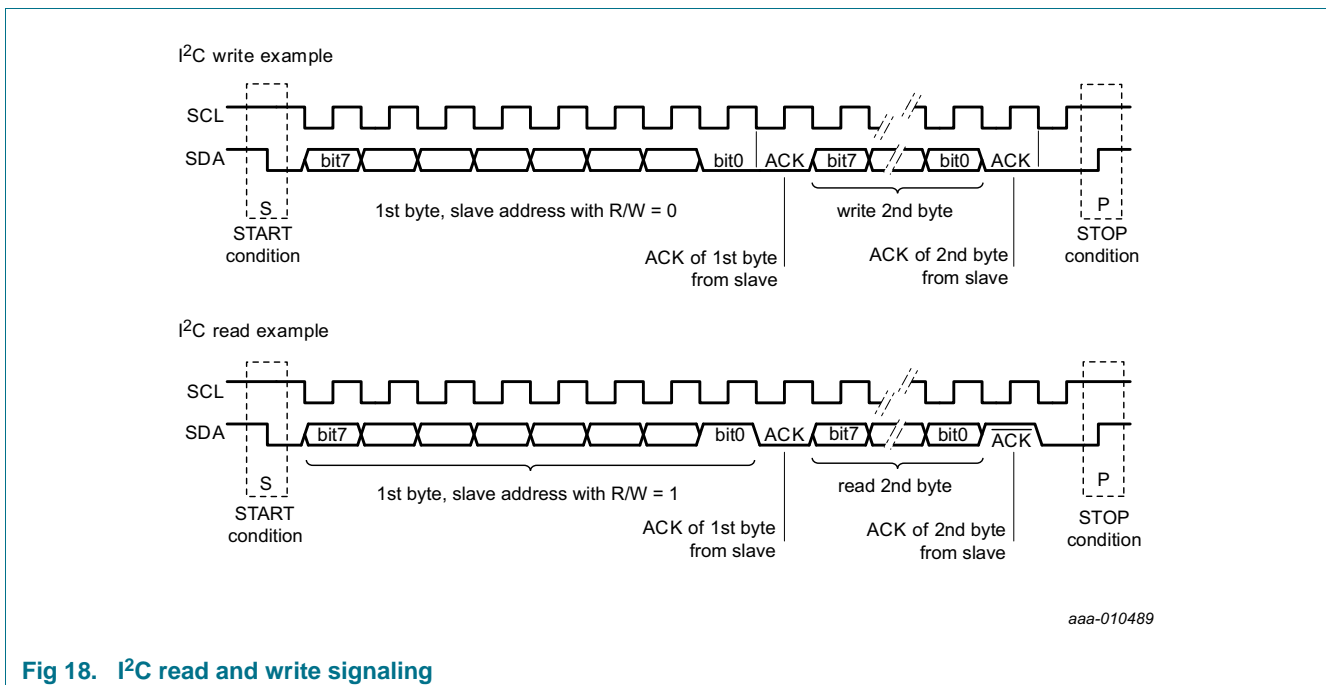 I²C write example
SCL
SDA
bit7
bit0
ACK
bit7
bit0
ACK
S
1st byte, slave address with R/W = 0
write 2nd byte
P
START
condition
ACK of 1st byte
from slave
ACK of 2nd byte
from slave
STOP
condition
I²C read example
SCL
SDA
bit7
bit0
ACK
bit7
bit0
ACK
S
1st byte, slave address with R/W = 1
read 2nd byte
P
START
condition
ACK of 1st byte
from slave
ACK of 2nd byte
from slave
STOP
condition
aaa-010489
Fig 18. I²C read and write signaling